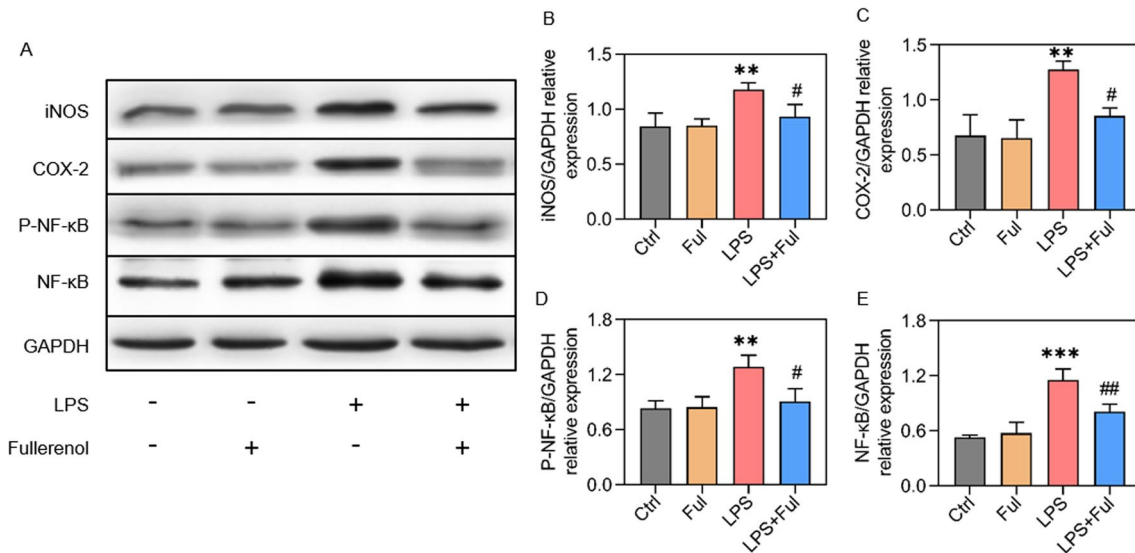 A
iNOS
COX-2
P-NF-κB
NF-κB
GAPDH
LPS - - + +
Fullerenol - + - +
B
iNOS/GAPDH relative
expression
1.5
1.0
0.5
0.0
**
#
Ctrl
Ful
LPS
LPS+Ful
C
COX-2/GAPDH relative
expression
1.5
1.0
0.5
0.0
**
#
Ctrl
Ful
LPS
LPS+Ful
D
P-NF-κB/GAPDH
relative expression
1.8
1.2
0.6
0.0
**
#
Ctrl
Ful
LPS
LPS+Ful
E
NF-κB/GAPDH
relative expression
1.8
1.2
0.6
0.0
***
##
Ctrl
Ful
LPS
LPS+Ful